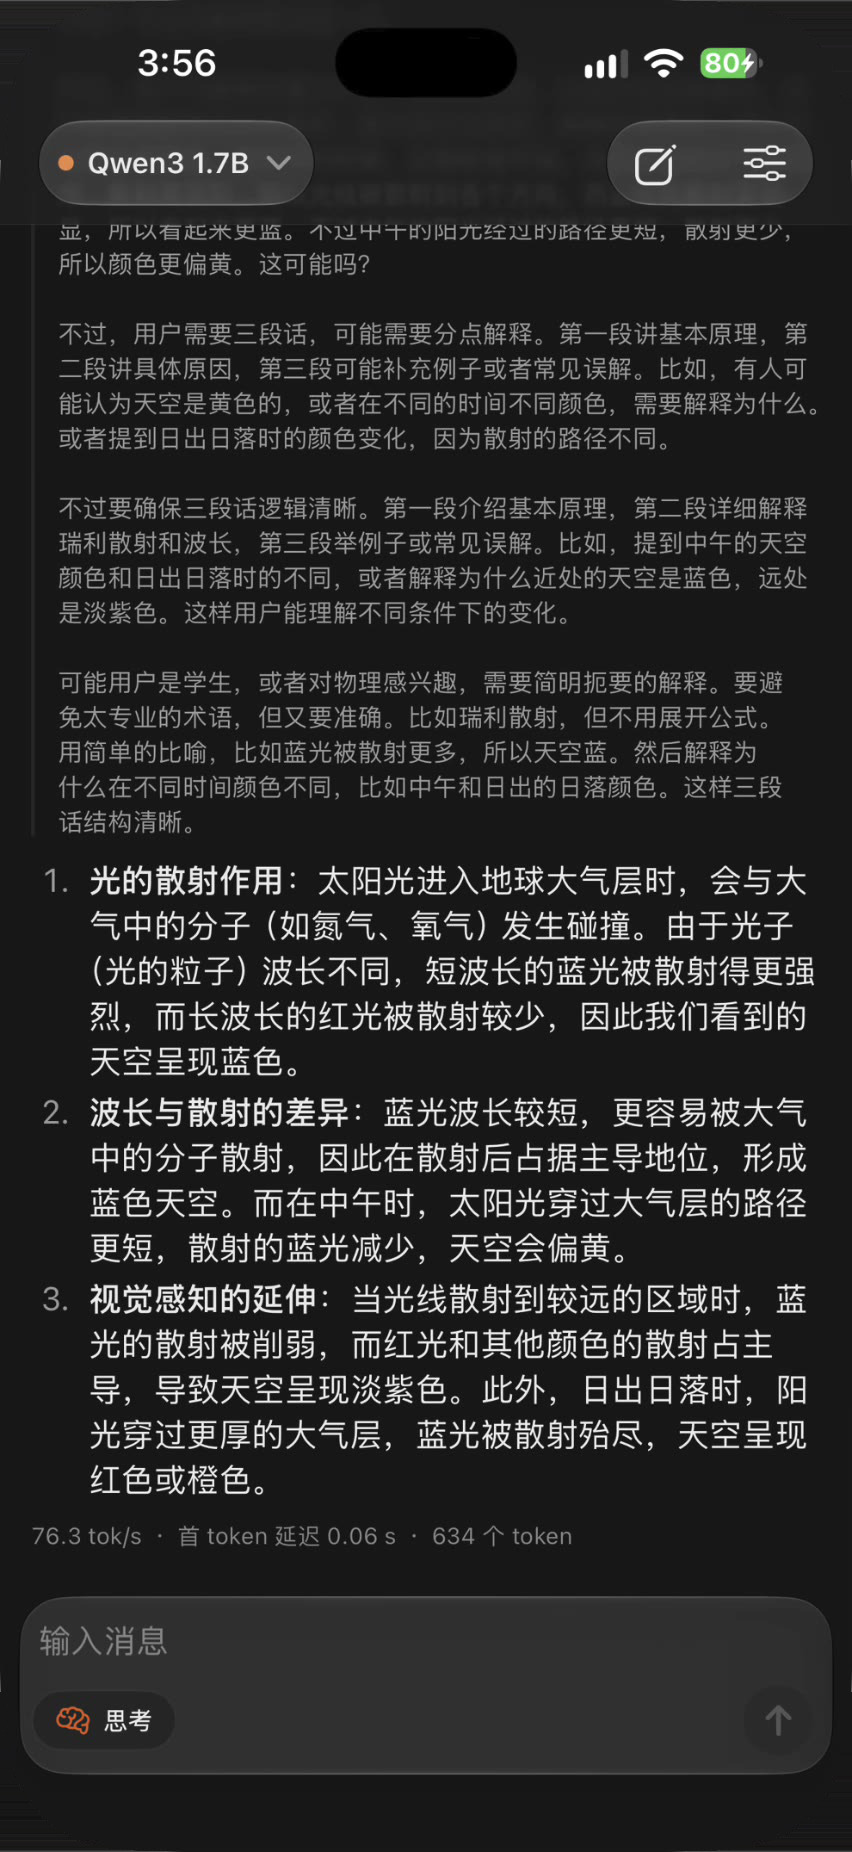 3:56
80
Qwen3 1.7B
显，所以看起来更蓝。不过中午的阳光经过的路径更短，散射更少，
所以颜色更偏黄。这可能吗？
不过，用户需要三段话，可能需要分点解释。第一段讲基本原理，第
二段讲具体原因，第三段可能补充例子或者常见误解。比如，有人可
能认为天空是黄色的，或者在不同的时间不同颜色，需要解释为什么。
或者提到日出日落时的颜色变化，因为散射的路径不同。
不过要确保三段话逻辑清晰。第一段介绍基本原理，第二段详细解释
瑞利散射和波长，第三段举例子或常见误解。比如，提到中午的天空
颜色和日出日落时的不同，或者解释为什么近处的天空是蓝色，远处
是淡紫色。这样用户能理解不同条件下的变化。
可能用户是学生，或者对物理感兴趣，需要简明扼要的解释。要避
免太专业的术语，但又要准确。比如瑞利散射，但不用展开公式。
用简单的比喻，比如蓝光被散射更多，所以天空蓝。然后解释为
什么在不同时间颜色不同，比如中午和日出的日落颜色。这样三段
话结构清晰。
1. 光的散射作用：太阳光进入地球大气层时，会与大
气中的分子（如氮气、氧气）发生碰撞。由于光子
（光的粒子）波长不同，短波长的蓝光被散射得更强
烈，而长波长的红光被散射较少，因此我们看到的
天空呈现蓝色。
2. 波长与散射的差异：蓝光波长较短，更容易被大气
中的分子散射，因此在散射后占据主导地位，形成
蓝色天空。而在中午时，太阳光穿过大气层的路径
更短，散射的蓝光减少，天空会偏黄。
3. 视觉感知的延伸：当光线散射到较远的区域时，蓝
光的散射被削弱，而红光和其他颜色的散射占主
导，导致天空呈现淡紫色。此外，日出日落时，阳
光穿过更厚的大气层，蓝光被散射殆尽，天空呈现
红色或橙色。
76.3 tok/s · 首 token 延迟 0.06 s · 634 个 token
输入消息
思考